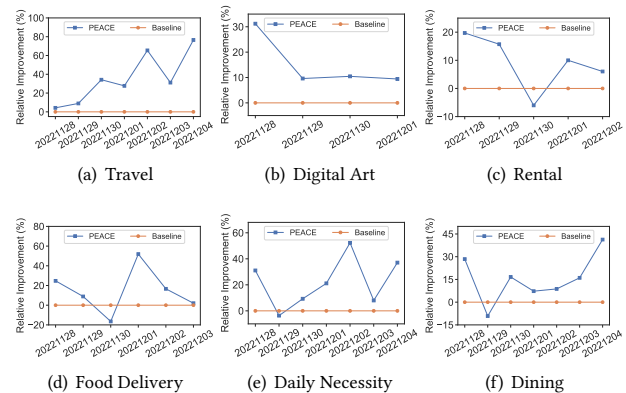 Relative Improvement (%)
100
80
60
40
20
0
PEACE
Baseline
20221128
20221129
20221130
20221201
20221202
20221203
20221204
(a) Travel
Relative Improvement (%)
30
20
10
0
PEACE
Baseline
20221128
20221129
20221130
20221201
(b) Digital Art
Relative Improvement (%)
20
10
0
−10
PEACE
Baseline
20221128
20221129
20221130
20221201
20221202
(c) Rental
Relative Improvement (%)
80
60
40
20
0
−20
PEACE
Baseline
20221128
20221129
20221130
20221201
20221202
20221203
(d) Food Delivery
Relative Improvement (%)
60
40
20
0
PEACE
Baseline
20221128
20221129
20221130
20221201
20221202
20221203
20221204
(e) Daily Necessity
Relative Improvement (%)
45
30
15
0
−15
PEACE
Baseline
20221128
20221129
20221130
20221201
20221202
20221203
20221204
(f) Dining